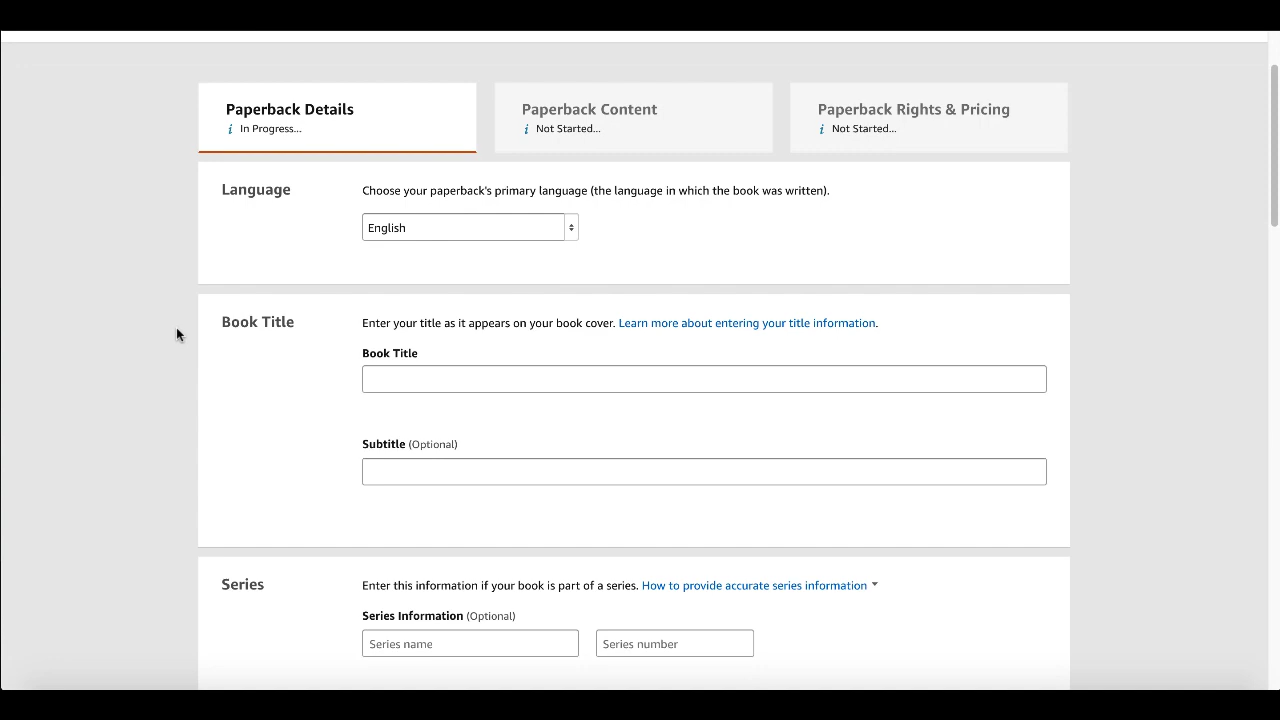 Paperback Details
i In Progress...
Paperback Content
i Not Started...
Paperback Rights & Pricing
i Not Started...
Language
Choose your paperback's primary language (the language in which the book was written).
English
Book Title
Enter your title as it appears on your book cover. Learn more about entering your title information.
Book Title
Subtitle (Optional)
Series
Enter this information if your book is part of a series. How to provide accurate series information
Series Information (Optional)
Series name
Series number